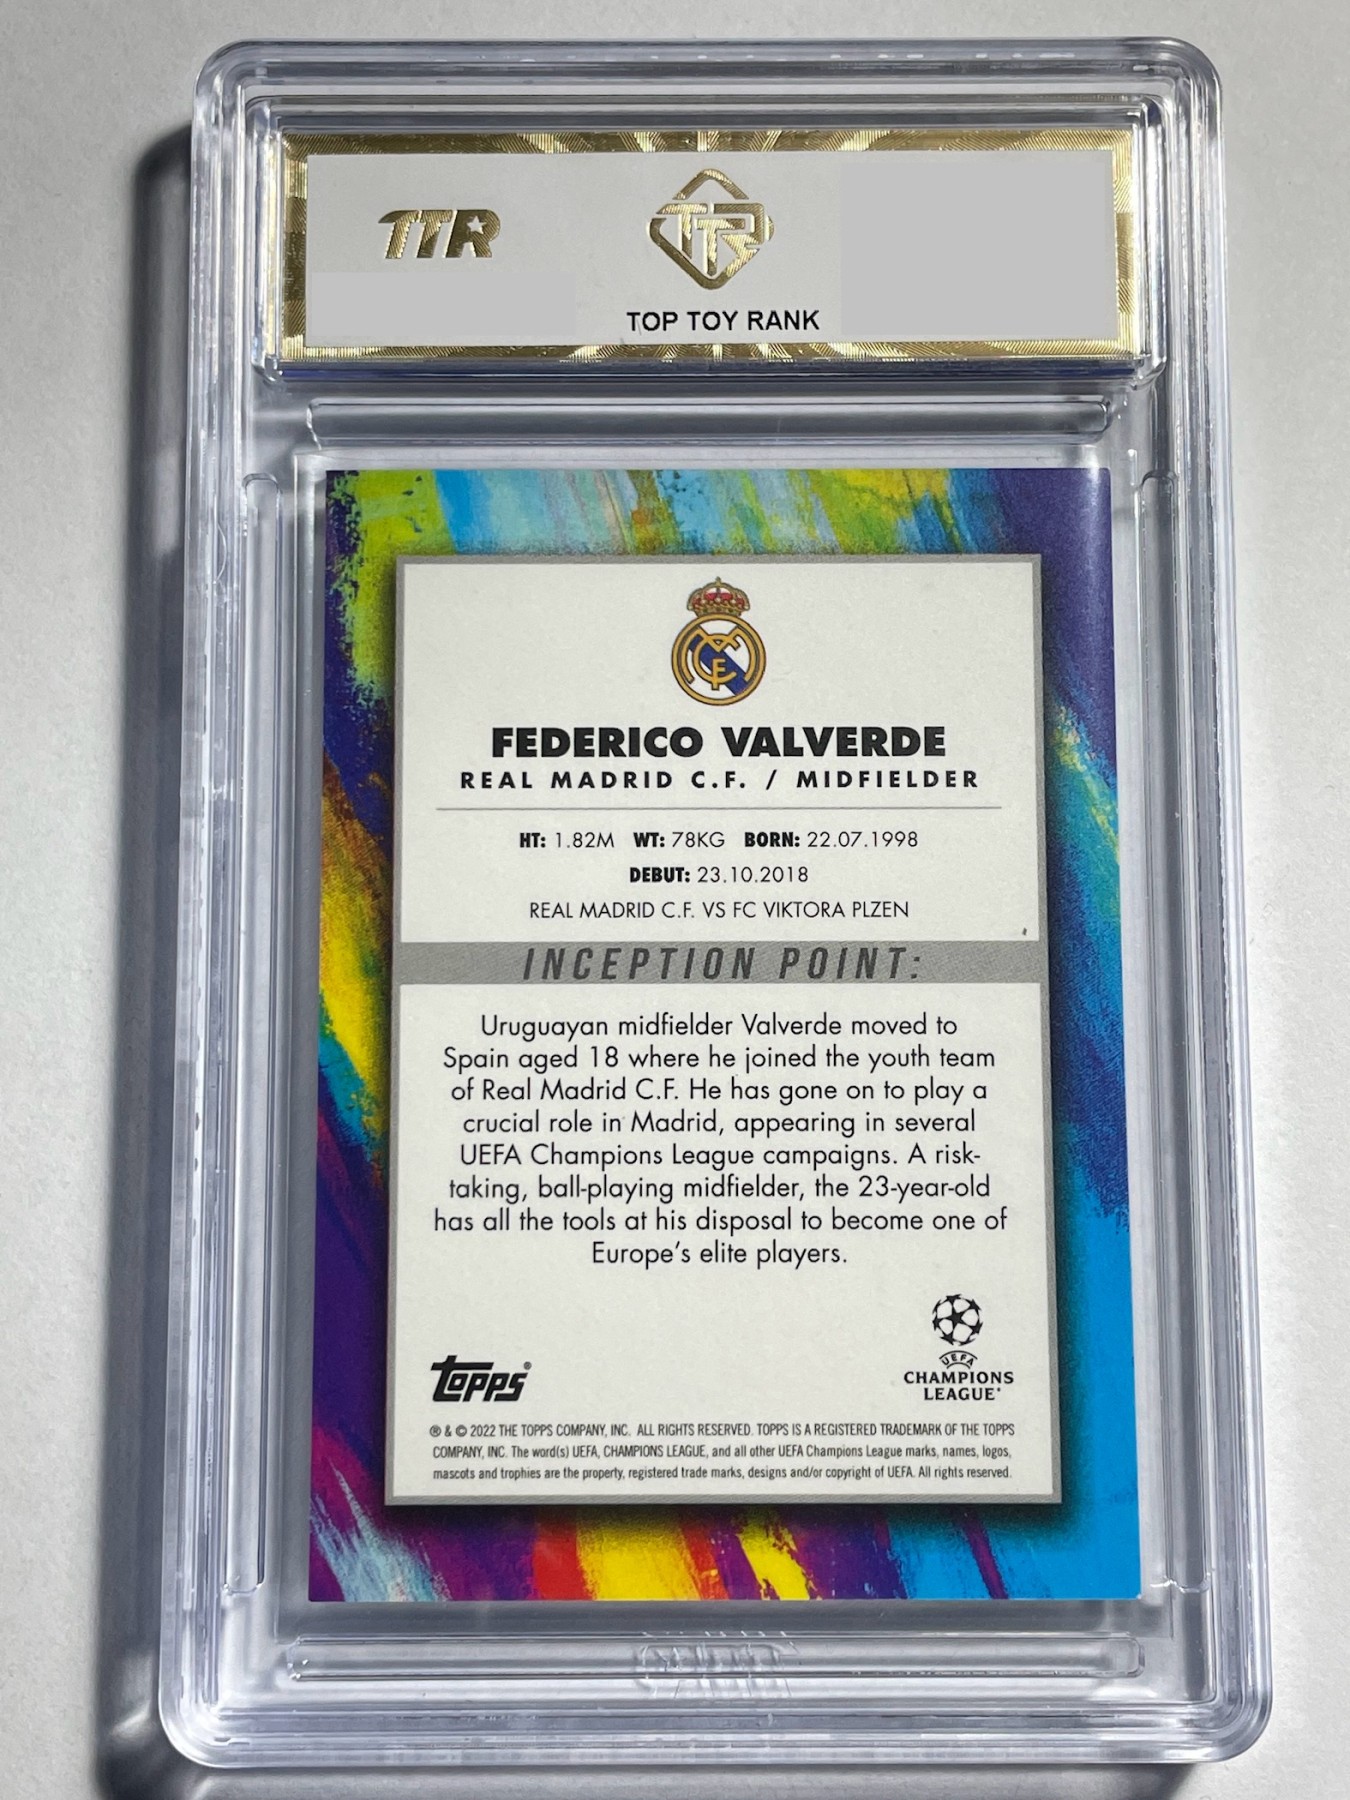 TTR
TTR
TOP TOY RANK
FEDERICO VALVERDE
REAL MADRID C.F. / MIDFIELDER
HT: 1.82M WT: 78KG BORN: 22.07.1998
DEBUT: 23.10.2018
REAL MADRID C.F. VS FC VIKTORA PLZEN
INCEPTION POINT:
Uruguayan midfielder Valverde moved to
Spain aged 18 where he joined the youth team
of Real Madrid C.F. He has gone on to play a
crucial role in Madrid, appearing in several
UEFA Champions League campaigns. A risk-
taking, ball-playing midfielder, the 23-year-old
has all the tools at his disposal to become one of
Europe's elite players.
UEFA
CHAMPIONS
LEAGUE®
Topps®
® & © 2022 THE TOPPS COMPANY, INC. ALL RIGHTS RESERVED. TOPPS IS A REGISTERED TRADEMARK OF THE TOPPS
COMPANY, INC. The word(s) UEFA, CHAMPIONS LEAGUE, and all other UEFA Champions League marks, names, logos,
mascots and trophies are the property, registered trade marks, designs and/or copyright of UEFA. All rights reserved.